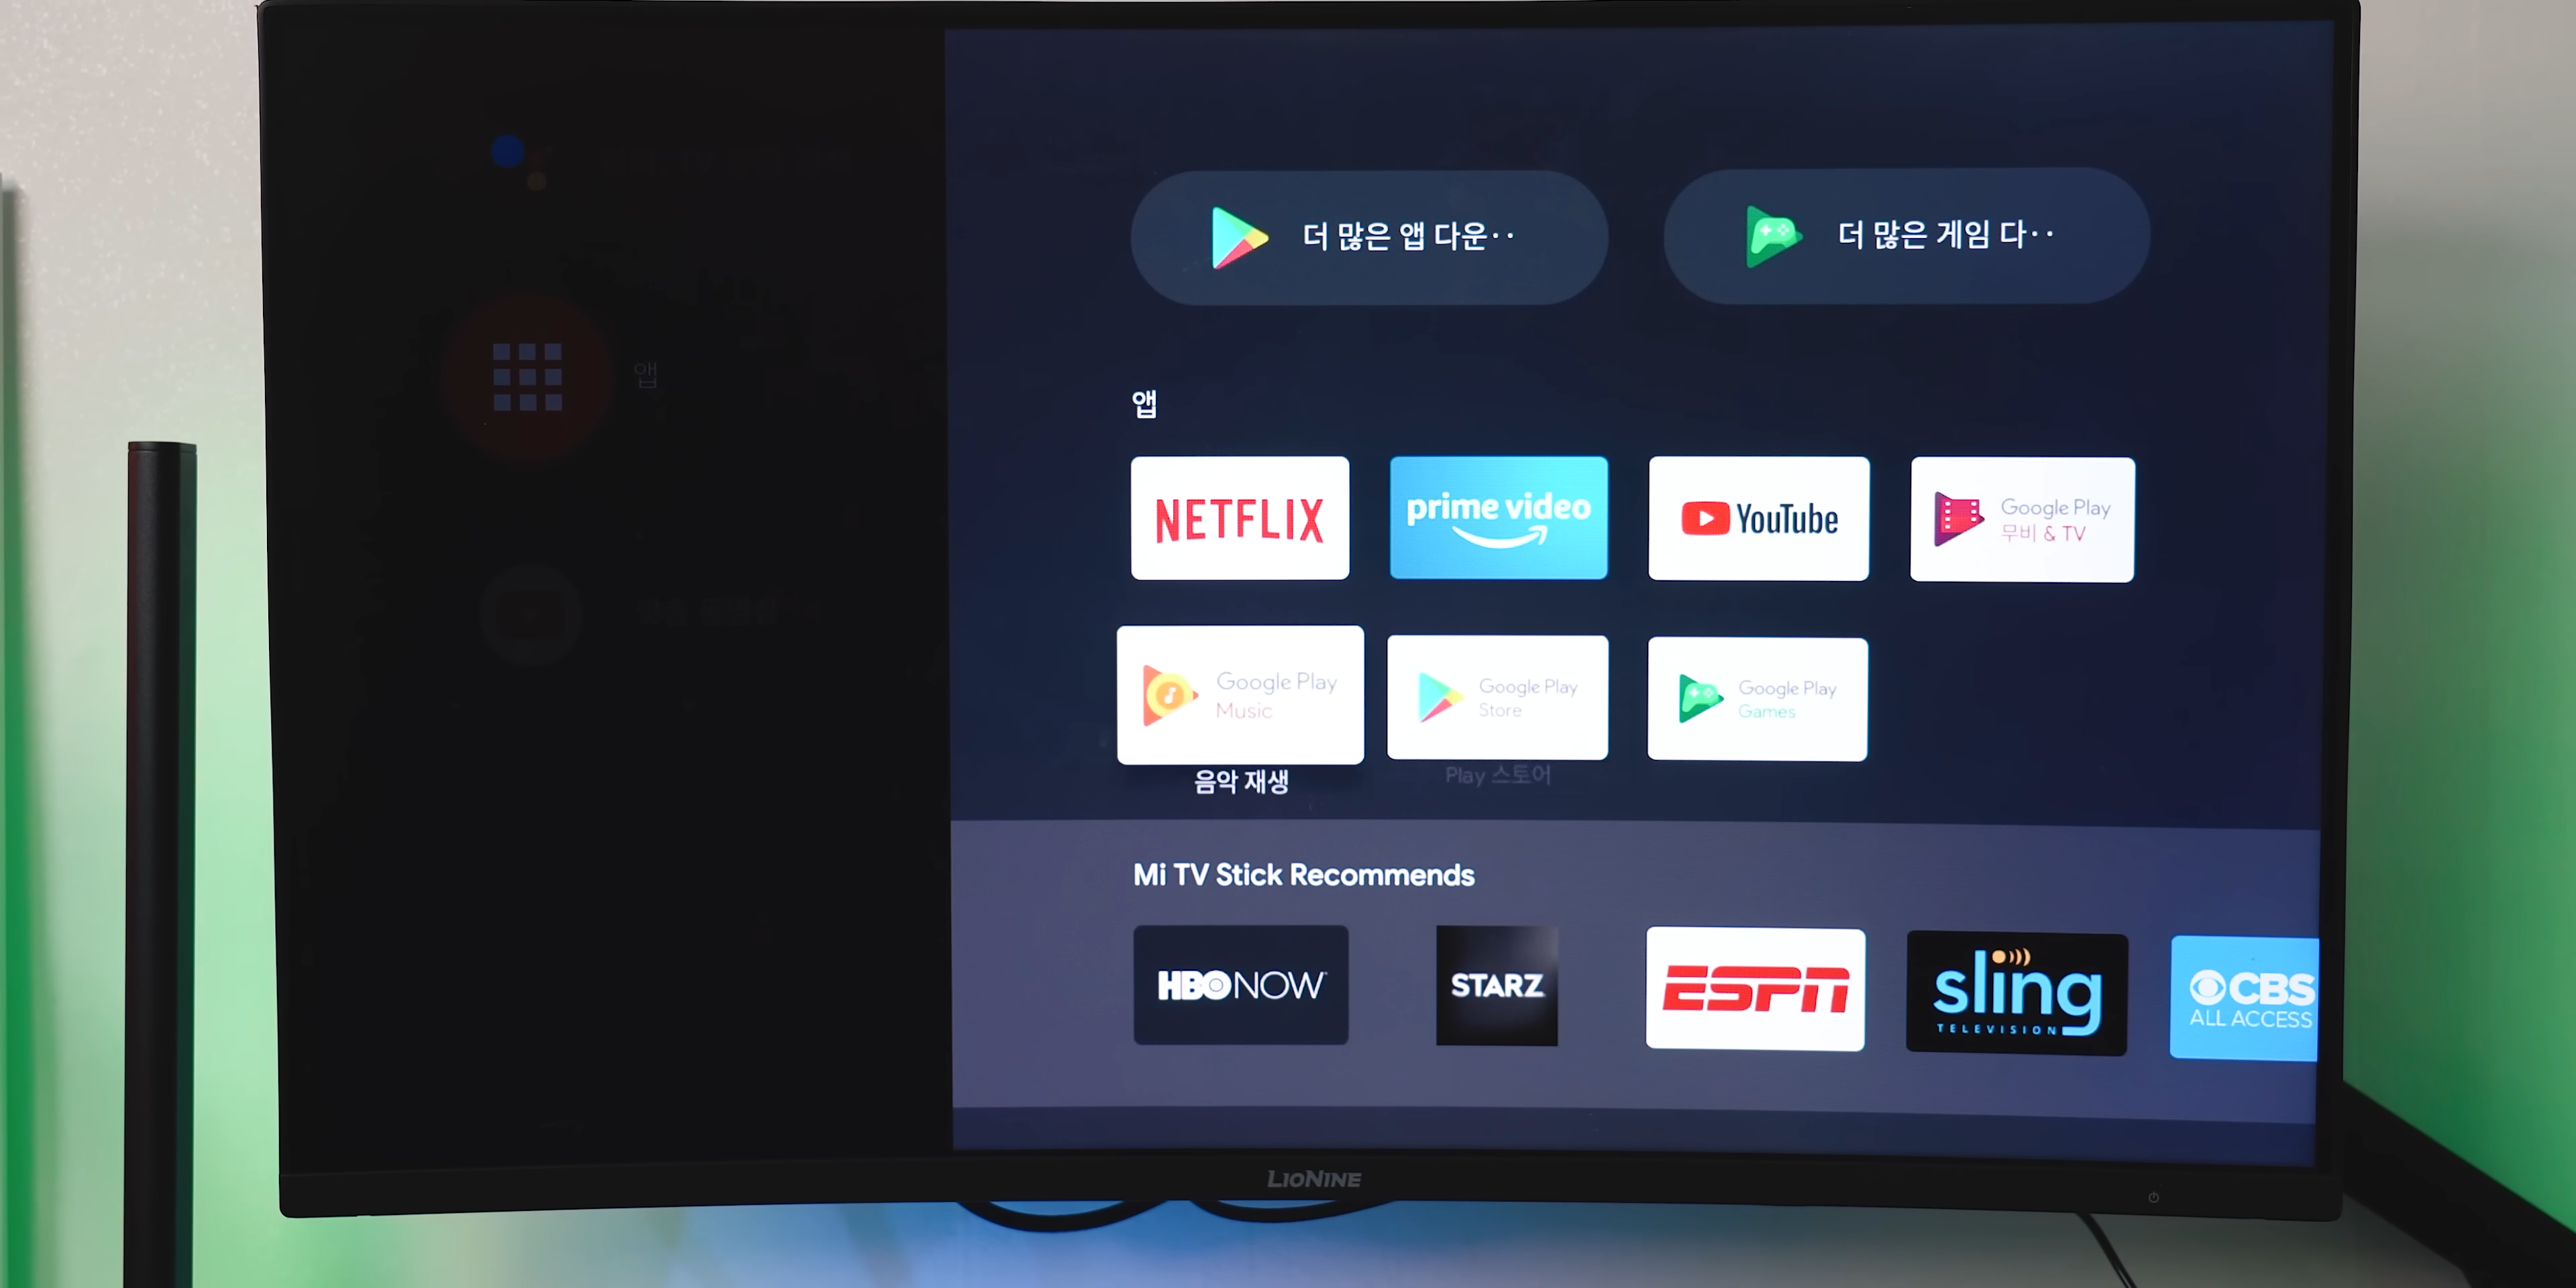 더 많은 앱 다운··
더 많은 게임 다··
앱
앱
NETFLIX
prime video
YouTube
Google Play
무비 & TV
Google Play
Music
Google Play
Store
Google Play
Games
음악 재생
Play 스토어
Mi TV Stick Recommends
HBO NOW
STARZ
ESPN
sling
TELEVISION
CBS
ALL ACCESS
LIONINE